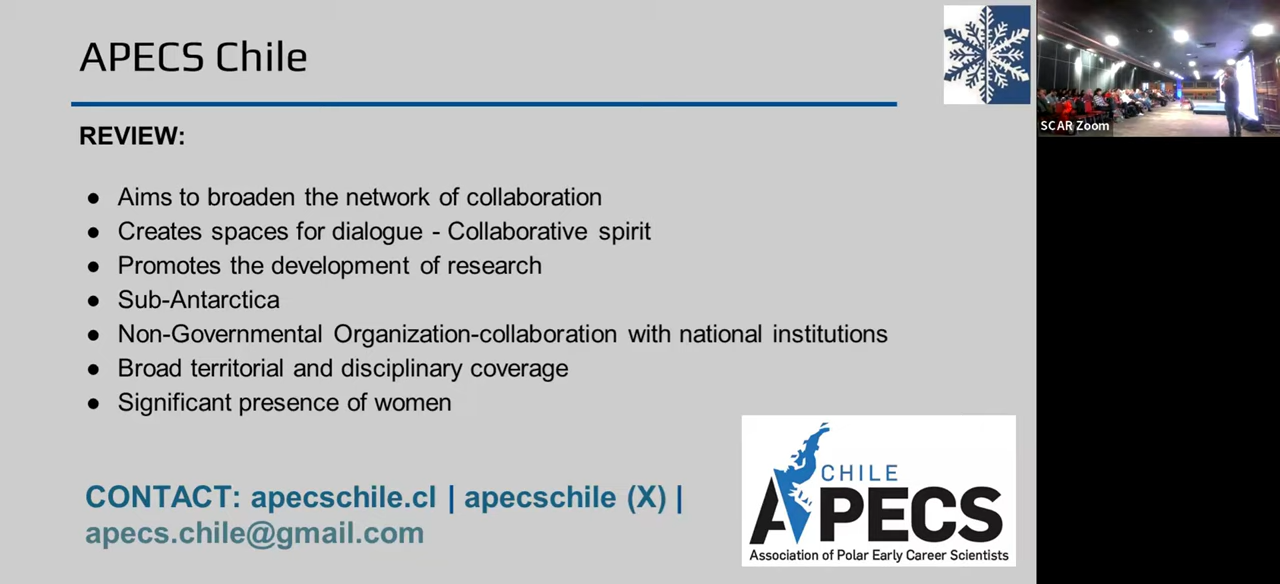 APECS Chile
REVIEW:
● Aims to broaden the network of collaboration
● Creates spaces for dialogue - Collaborative spirit
● Promotes the development of research
● Sub-Antarctica
● Non-Governmental Organization-collaboration with national institutions
● Broad territorial and disciplinary coverage
● Significant presence of women
CONTACT: apecschile.cl | apecschile (X) |
apecs.chile@gmail.com
CHILE
APECS
Association of Polar Early Career Scientists
SCAR Zoom